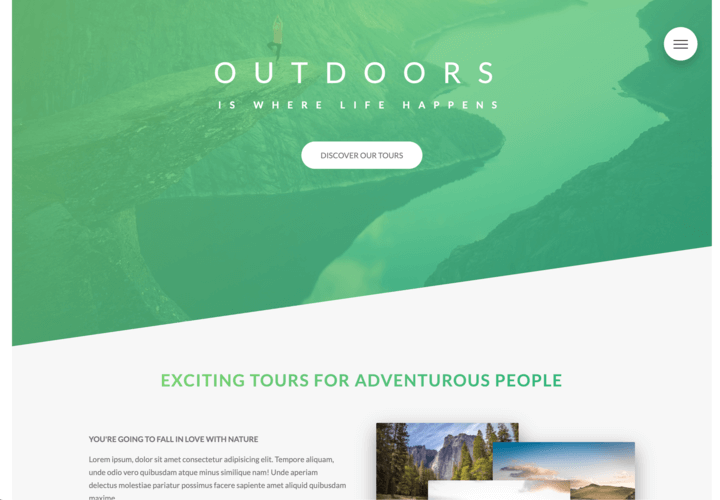 OUTDOORS
IS WHERE LIFE HAPPENS
DISCOVER OUR TOURS
EXCITING TOURS FOR ADVENTUROUS PEOPLE
YOU'RE GOING TO FALL IN LOVE WITH NATURE
Lorem ipsum, dolor sit amet consectetur adipisicing elit. Tempore aliquam,
unde odio vero quibusdam atque minus similique nam! Unde aperiam
delectus molestiae pariatur possimus facere sapiente amet aliquid quibusdam
maxime